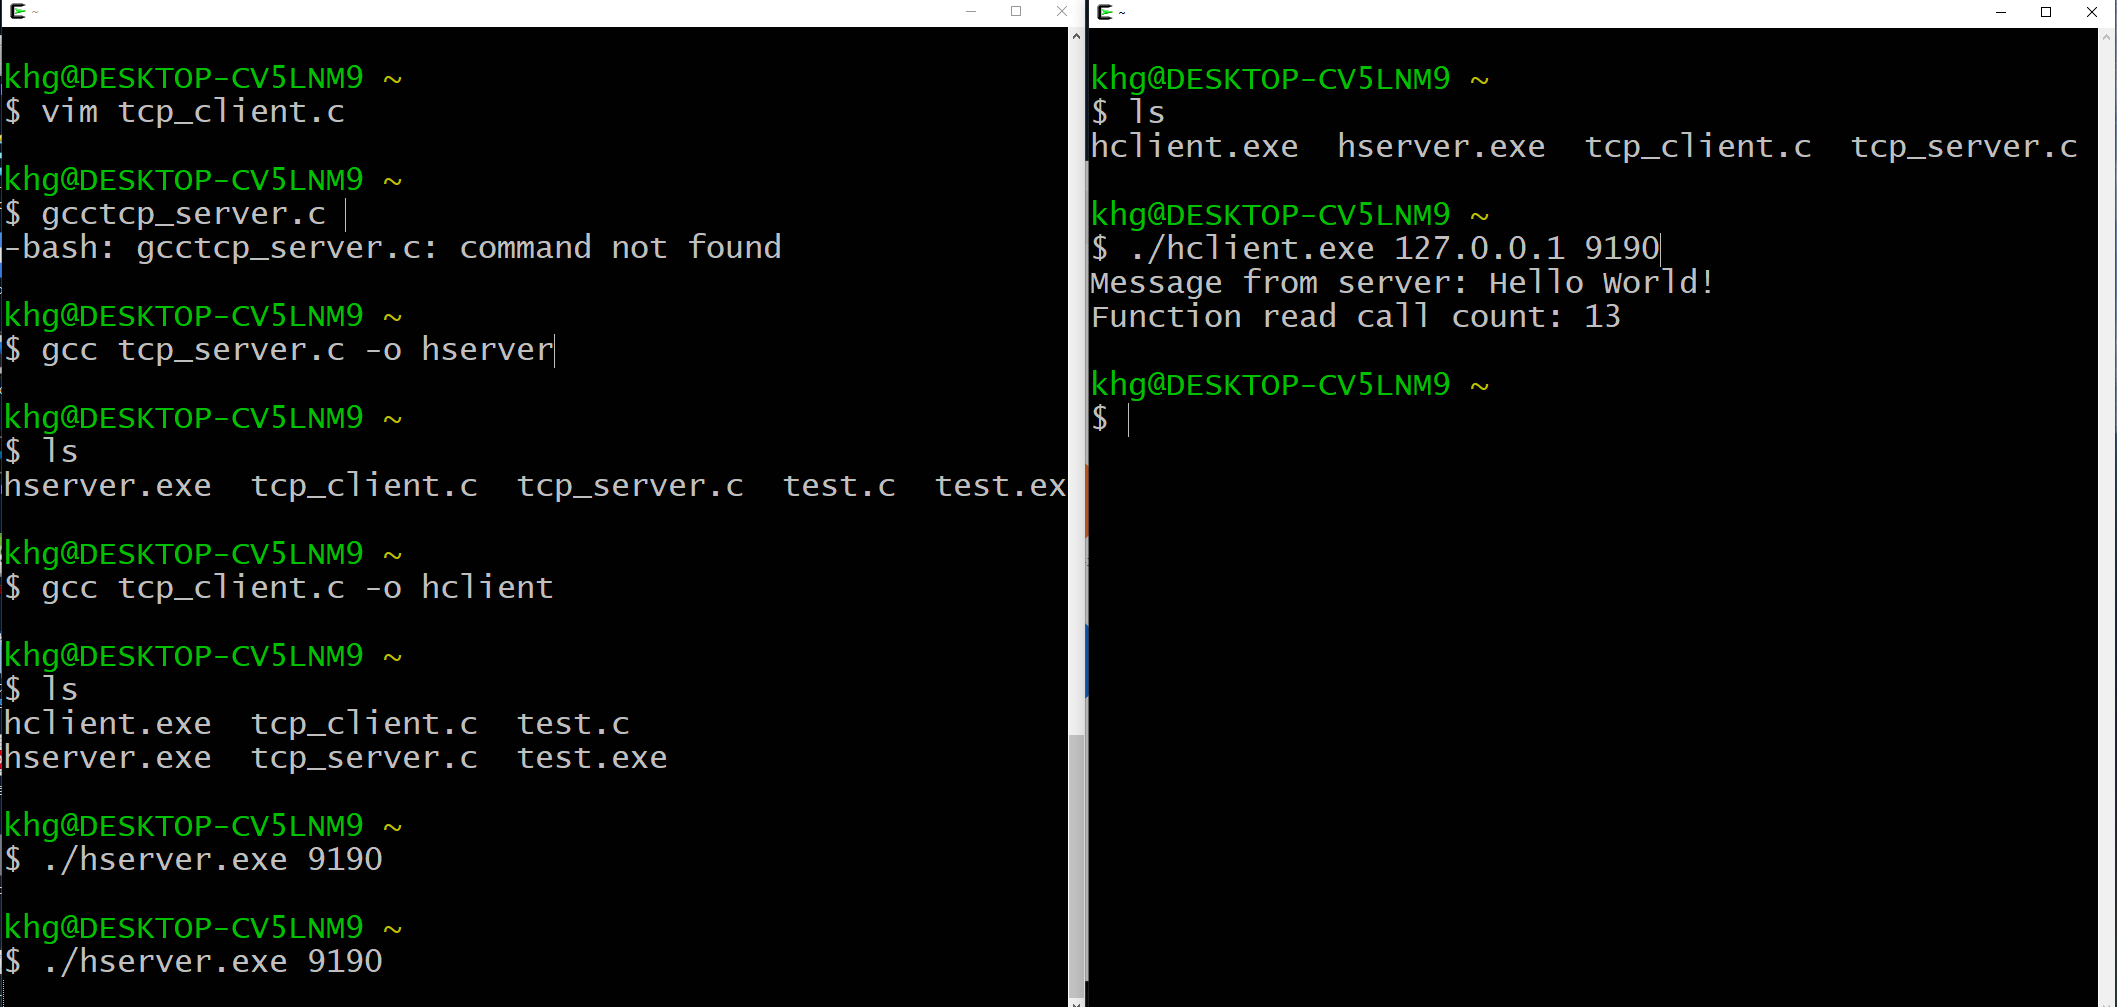 ~
khg@DESKTOP-CV5LNM9 ~
$ vim tcp_client.c
khg@DESKTOP-CV5LNM9 ~
$ gcctcp_server.c
-bash: gcctcp_server.c: command not found
khg@DESKTOP-CV5LNM9 ~
$ gcc tcp_server.c -o hserver
khg@DESKTOP-CV5LNM9 ~
$ ls
hserver.exe  tcp_client.c  tcp_server.c  test.c  test.ex
khg@DESKTOP-CV5LNM9 ~
$ gcc tcp_client.c -o hclient
khg@DESKTOP-CV5LNM9 ~
$ ls
hclient.exe  tcp_client.c  test.c
hserver.exe  tcp_server.c  test.exe
khg@DESKTOP-CV5LNM9 ~
$ ./hserver.exe 9190
khg@DESKTOP-CV5LNM9 ~
$ ./hserver.exe 9190
~
khg@DESKTOP-CV5LNM9 ~
$ ls
hclient.exe  hserver.exe  tcp_client.c  tcp_server.c
khg@DESKTOP-CV5LNM9 ~
$ ./hclient.exe 127.0.0.1 9190
Message from server: Hello World!
Function read call count: 13
khg@DESKTOP-CV5LNM9 ~
$